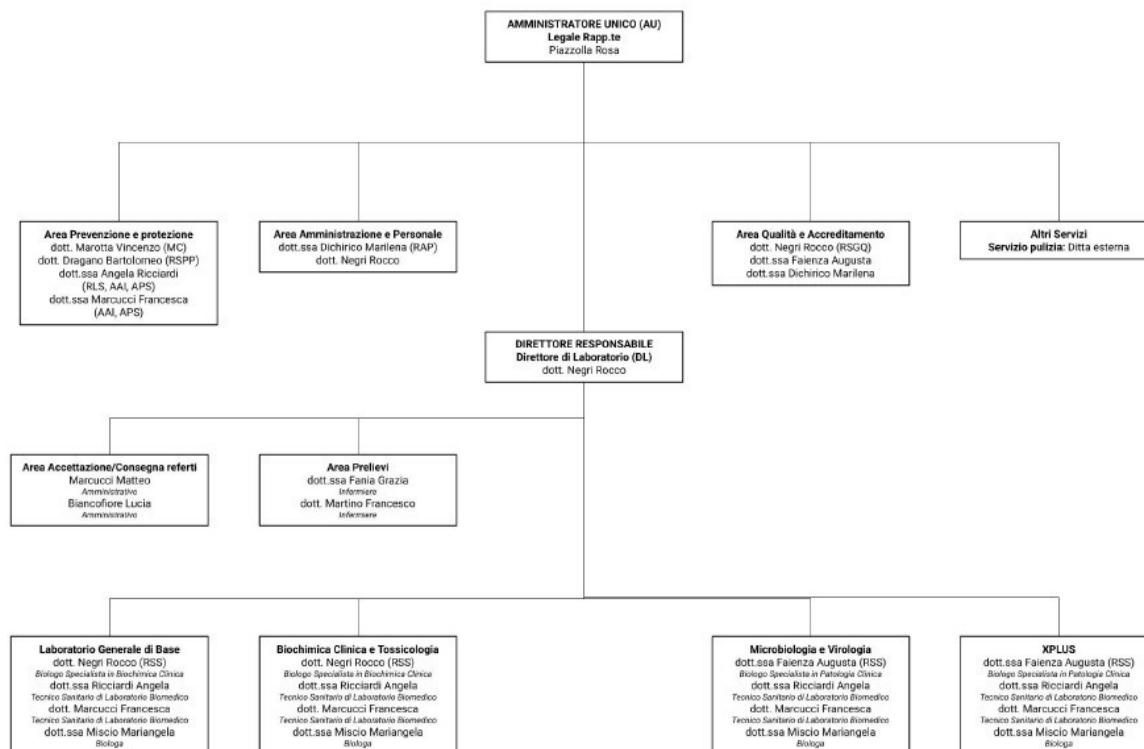 AMMINISTRATORE UNICO (AU)
Legale Rapp.te
Piazzolla Rosa
Area Prevenzione e protezione
dott. Marotta Vincenzo (MC)
dott. Dragano Bartolomeo (RSPP)
dott.ssa Angela Ricciardi
(RLS, AAI, APS)
dott.ssa Marcucci Francesca
(AAI, APS)
Area Amministrazione e Personale
dott.ssa Dichirico Marilena (RAP)
dott. Negri Rocco
Area Qualità e Accreditamento
dott. Negri Rocco (RSGQ)
dott.ssa Faienza Augusta
dott.ssa Dichirico Marilena
Altri Servizi
Servizio pulizia: Ditta esterna
DIRETTORE RESPONSABILE
Direttore di Laboratorio (DL)
dott. Negri Rocco
Area Accettazione/Consegna referti
Marcucci Matteo
Amministrativo
Biancofiore Lucia
Amministrativo
Area Prelievi
dott.ssa Fania Grazia
Infermiere
dott. Martino Francesco
Infermiere
Laboratorio Generale di Base
dott. Negri Rocco (RSS)
Biologo Specialista in Biochimica Clinica
dott.ssa Ricciardi Angela
Tecnico Sanitario di Laboratorio Biomedico
dott. Marcucci Francesca
Tecnico Sanitario di Laboratorio Biomedico
dott.ssa Miscio Mariangela
Biologa
Biochimica Clinica e Tossicologia
dott. Negri Rocco (RSS)
Biologo Specialista in Biochimica Clinica
dott.ssa Ricciardi Angela
Tecnico Sanitario di Laboratorio Biomedico
dott. Marcucci Francesca
Tecnico Sanitario di Laboratorio Biomedico
dott.ssa Miscio Mariangela
Biologa
Microbiologia e Virologia
dott.ssa Faienza Augusta (RSS)
Biologo Specialista in Patologia Clinica
dott.ssa Ricciardi Angela
Tecnico Sanitario di Laboratorio Biomedico
dott. Marcucci Francesca
Tecnico Sanitario di Laboratorio Biomedico
dott.ssa Miscio Mariangela
Biologa
XPLUS
dott.ssa Faienza Augusta (RSS)
Biologo Specialista in Patologia Clinica
dott.ssa Ricciardi Angela
Tecnico Sanitario di Laboratorio Biomedico
dott. Marcucci Francesca
Tecnico Sanitario di Laboratorio Biomedico
dott.ssa Miscio Mariangela
Biologa